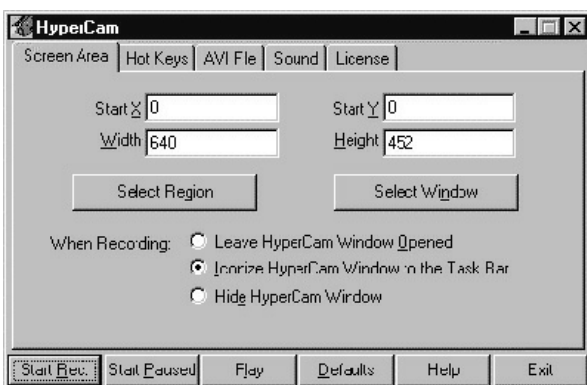 HyperCam
Screen Area Hot Keys AVI File Sound License
Start X 0 Start Y 0
Width 640 Height 452
Select Region Select Window
When Recording: Leave HyperCam Window Opened
Iconize HyperCam Window to the Task Bar
Hide HyperCam Window
Start Rec. Start Paused Play Defaults Help Exit